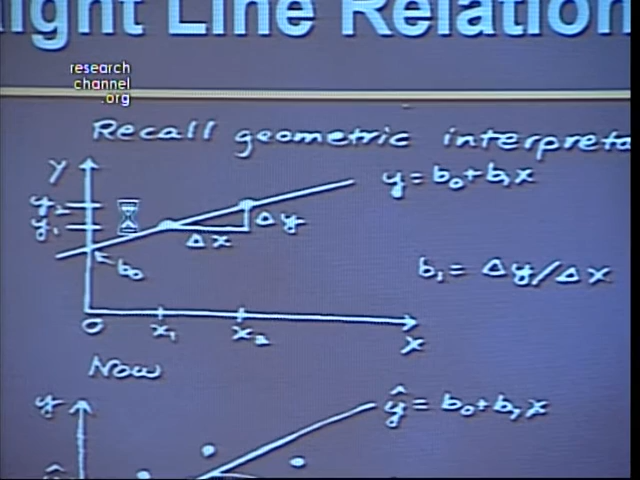 ight Line Relation
research
channel
.org
Recall geometric interpreta
y
y₂
y₁
y = b₀ + b₁x
Δy
Δx
b₀
b₁ = Δy/Δx
0
x₁
x₂
x
Now
y
ŷ = b₀ + b₁x